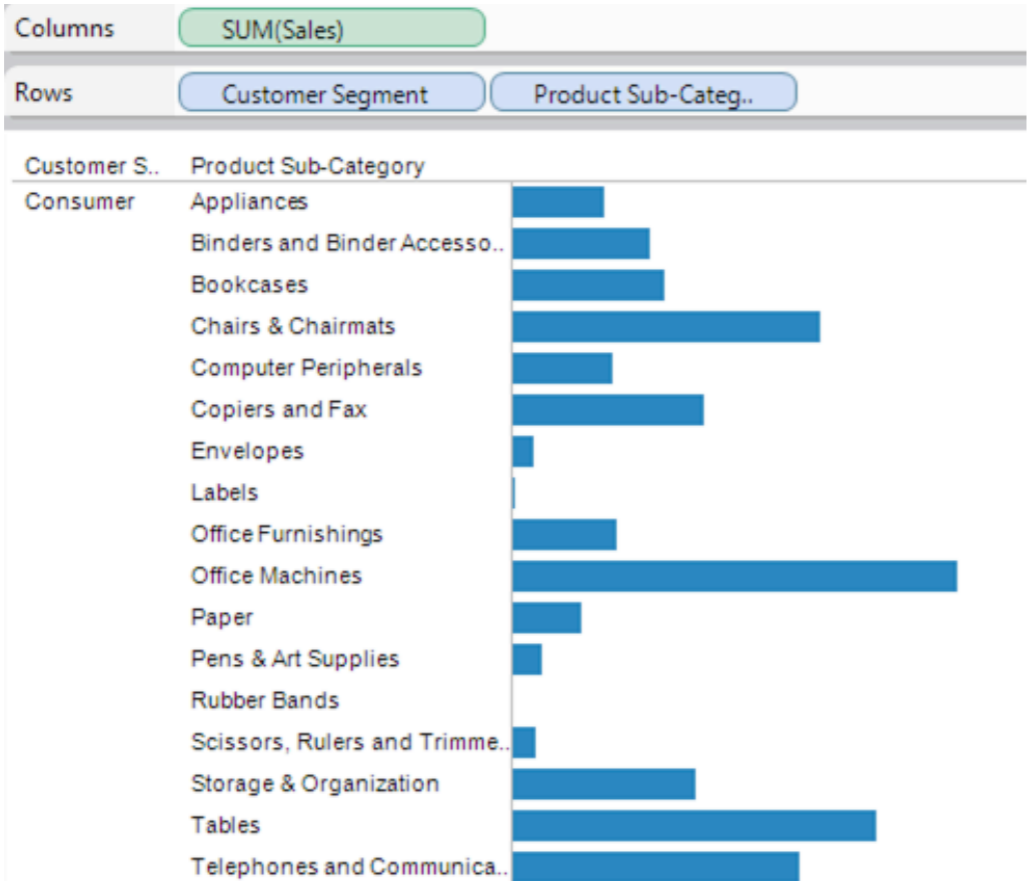 Columns SUM(Sales)
Rows Customer Segment Product Sub-Categ..
Customer S.. Product Sub-Category
Consumer Appliances
Binders and Binder Accesso..
Bookcases
Chairs & Chairmats
Computer Peripherals
Copiers and Fax
Envelopes
Labels
Office Furnishings
Office Machines
Paper
Pens & Art Supplies
Rubber Bands
Scissors, Rulers and Trimme..
Storage & Organization
Tables
Telephones and Communica..